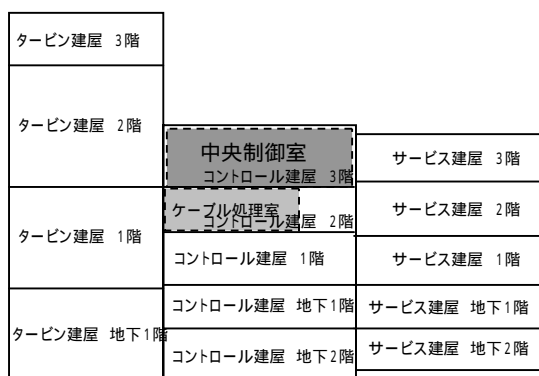 タービン建屋 3階
タービン建屋 2階
中央制御室
コントロール建屋 3階
サービス建屋 3階
ケーブル処理室
コントロール建屋 2階
サービス建屋 2階
タービン建屋 1階
コントロール建屋 1階
サービス建屋 1階
コントロール建屋 地下1階
サービス建屋 地下1階
タービン建屋 地下1階
コントロール建屋 地下2階
サービス建屋 地下2階